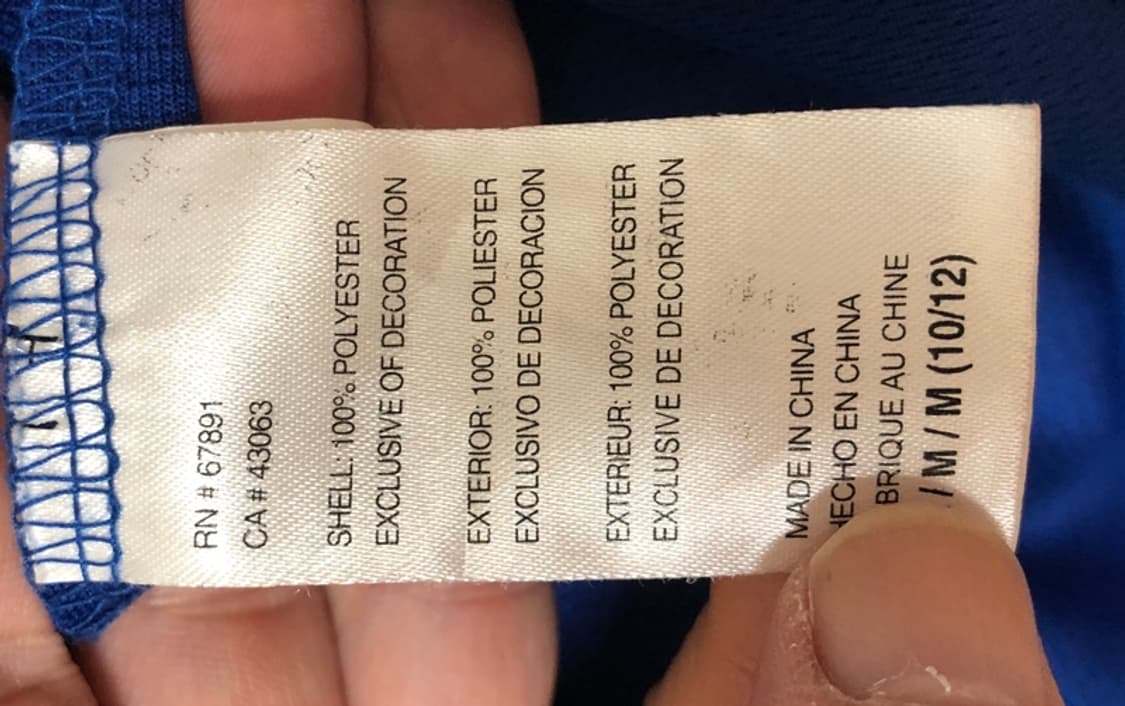 RN # 67891
CA # 43063
SHELL: 100% POLYESTER
EXCLUSIVE OF DECORATION
EXTERIOR: 100% POLIESTER
EXCLUSIVO DE DECORACION
EXTERIEUR: 100% POLYESTER
EXCLUSIVE DE DECORATION
MADE IN CHINA
HECHO EN CHINA
BRIQUE AU CHINE
/ M / M (10/12)